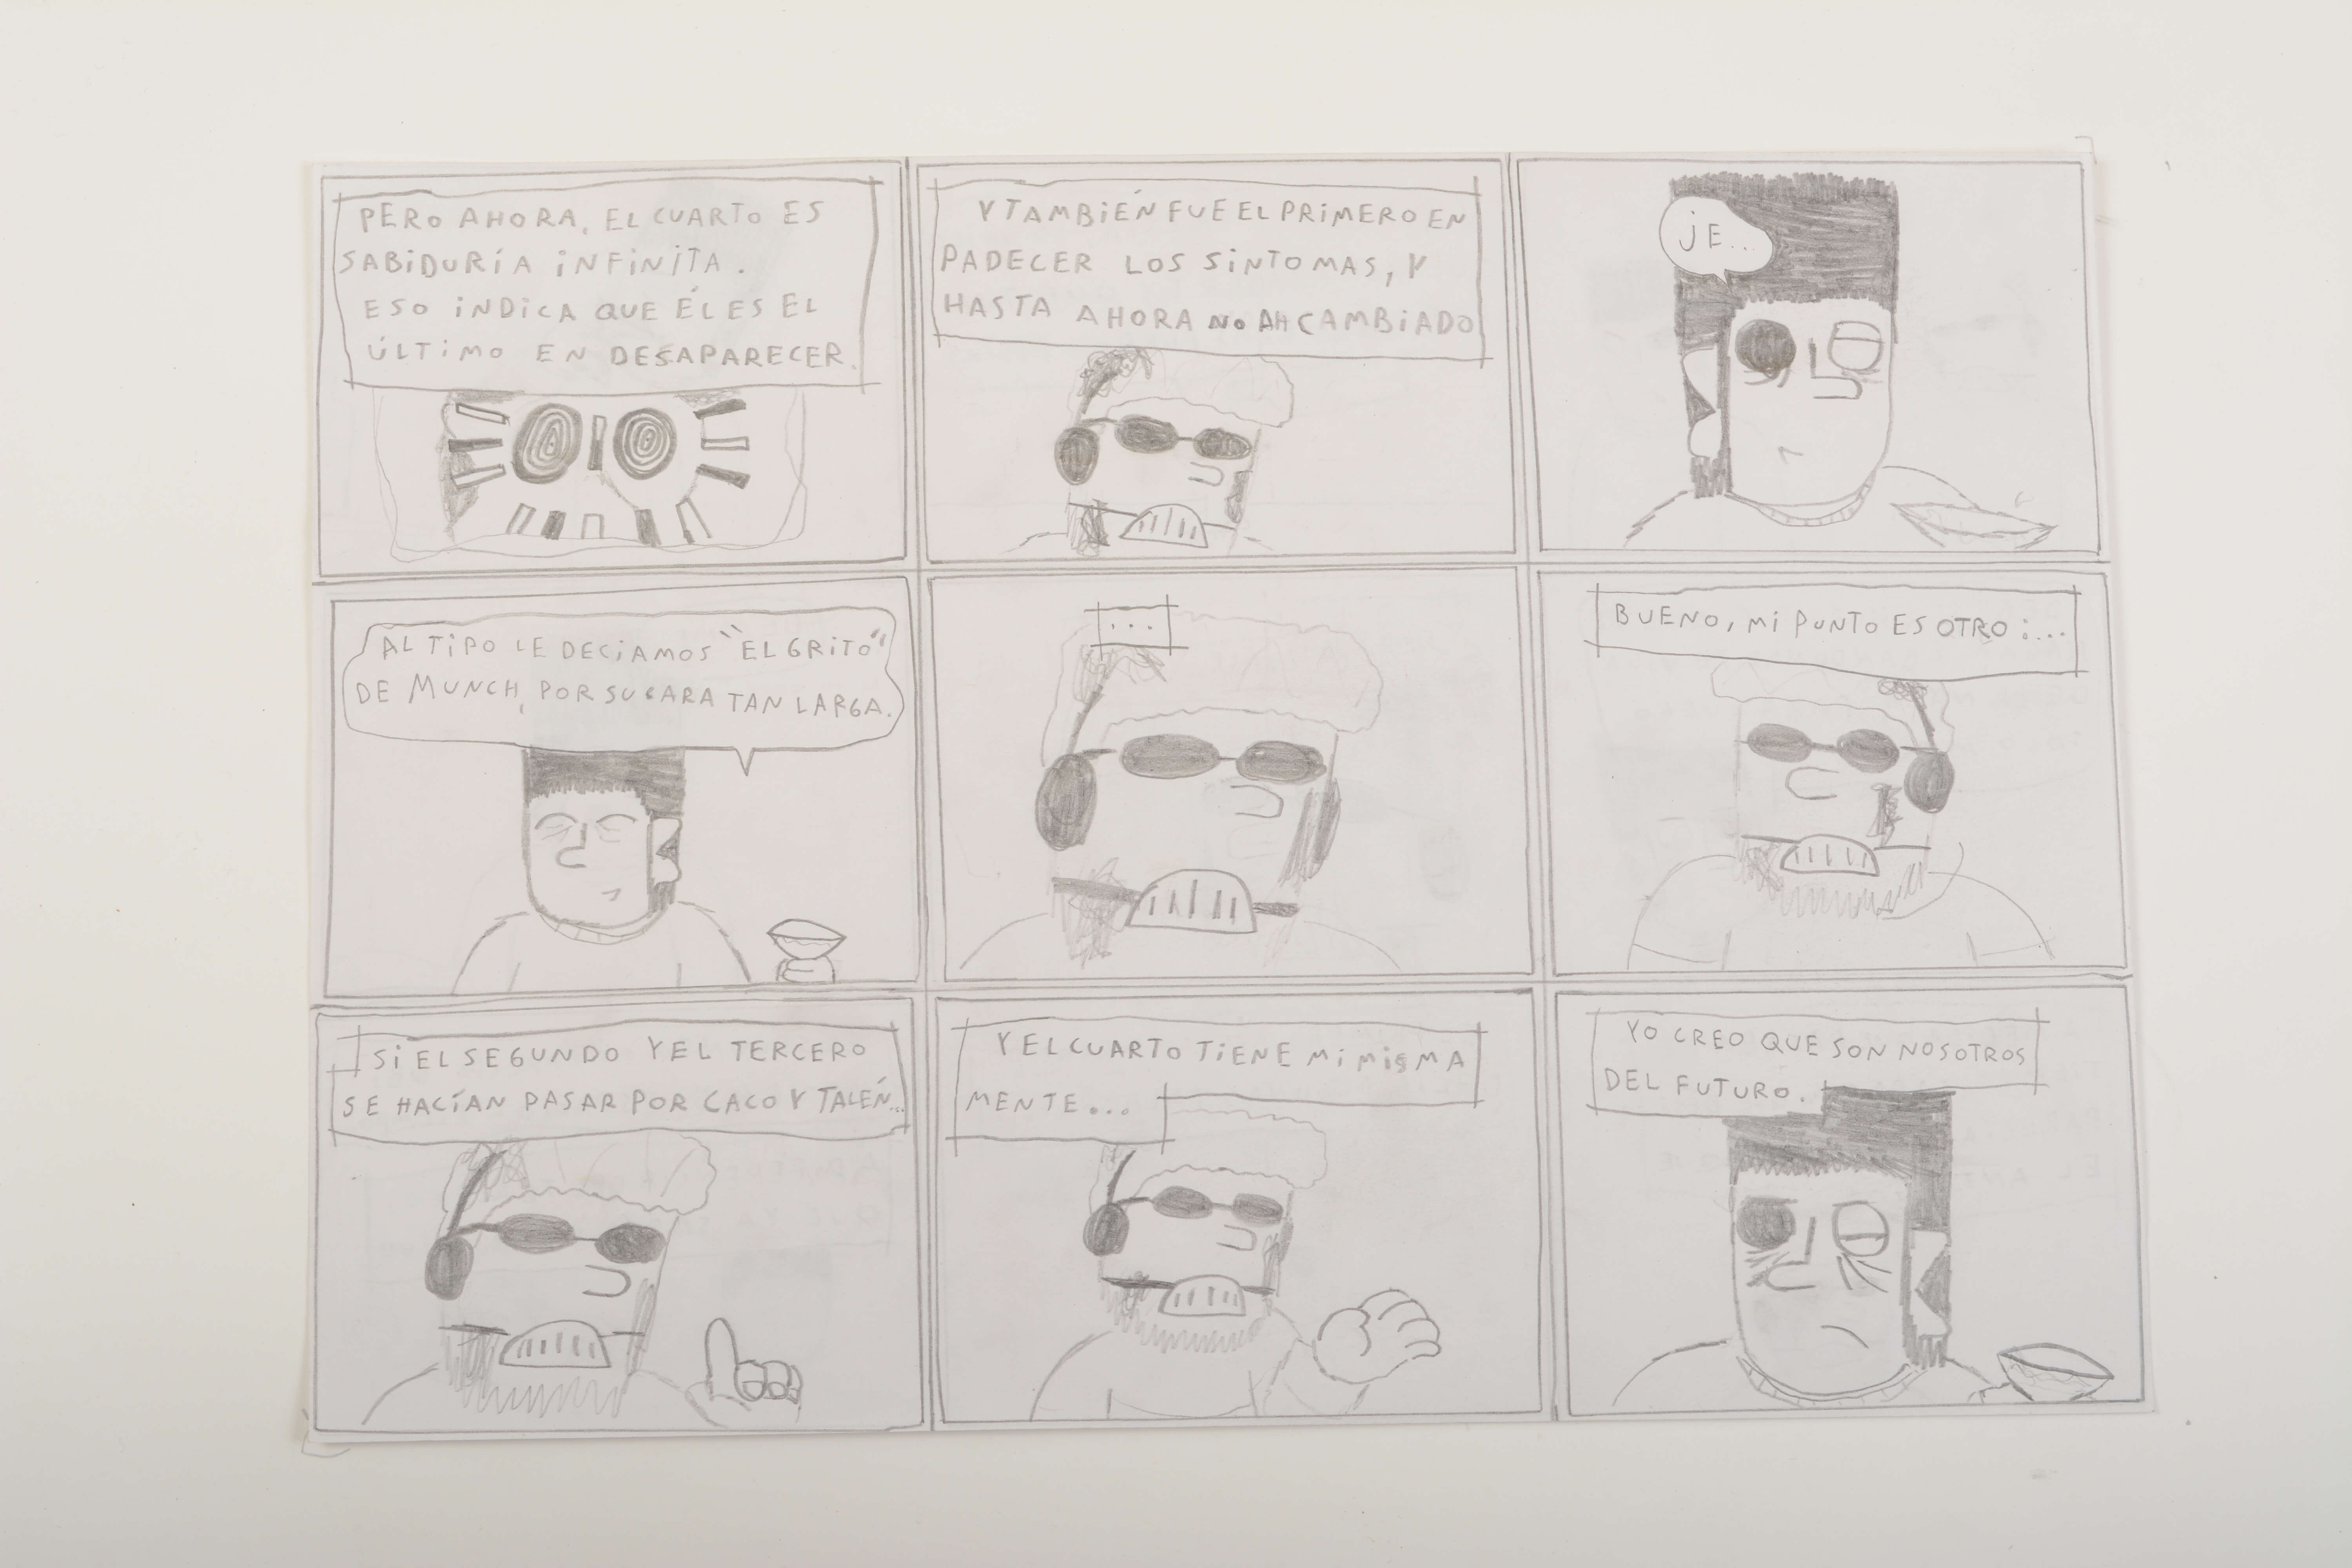 PERO AHORA, EL CUARTO ES
SABIDURÍA INFINITA.
ESO INDICA QUE ÉL ES EL
ÚLTIMO EN DESAPARECER.
Y TAMBIÉN FUE EL PRIMERO EN
PADECER LOS SINTOMAS, Y
HASTA AHORA NO AH CAMBIADO
JE...
AL TIPO LE DECIAMOS "EL GRITO"
DE MUNCH, POR SU CARA TAN LARGA.
...
BUENO, MI PUNTO ES OTRO:...
SI EL SEGUNDO Y EL TERCERO
SE HACÍAN PASAR POR CACO Y TALÉN...
Y EL CUARTO TIENE MI MISMA
MENTE...
YO CREO QUE SON NOSOTROS
DEL FUTURO.